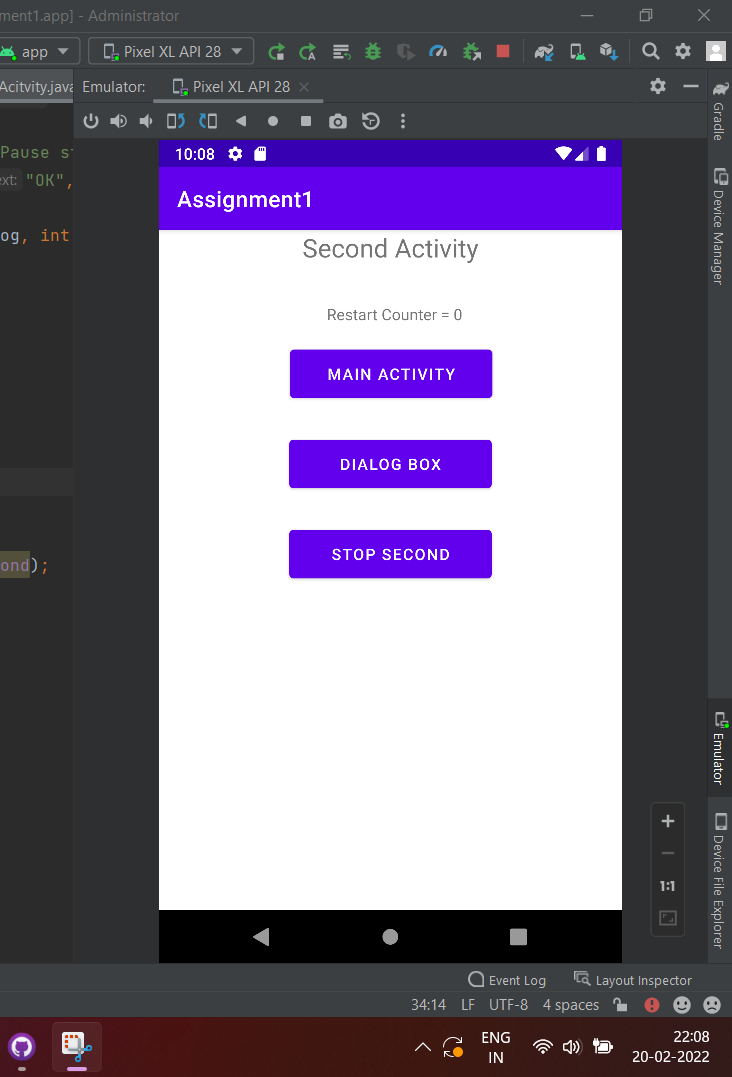 ment1.app] - Administrator
app
Pixel XL API 28
Acitvity.java
Emulator:
Pixel XL API 28
Gradle
Device Manager
Pause st
ext: "OK",
og, int
ond);
10:08
Assignment1
Second Activity
Restart Counter = 0
MAIN ACTIVITY
DIALOG BOX
STOP SECOND
Emulator
1:1
Device File Explorer
Event Log
Layout Inspector
34:14
LF
UTF-8
4 spaces
ENG
IN
22:08
20-02-2022